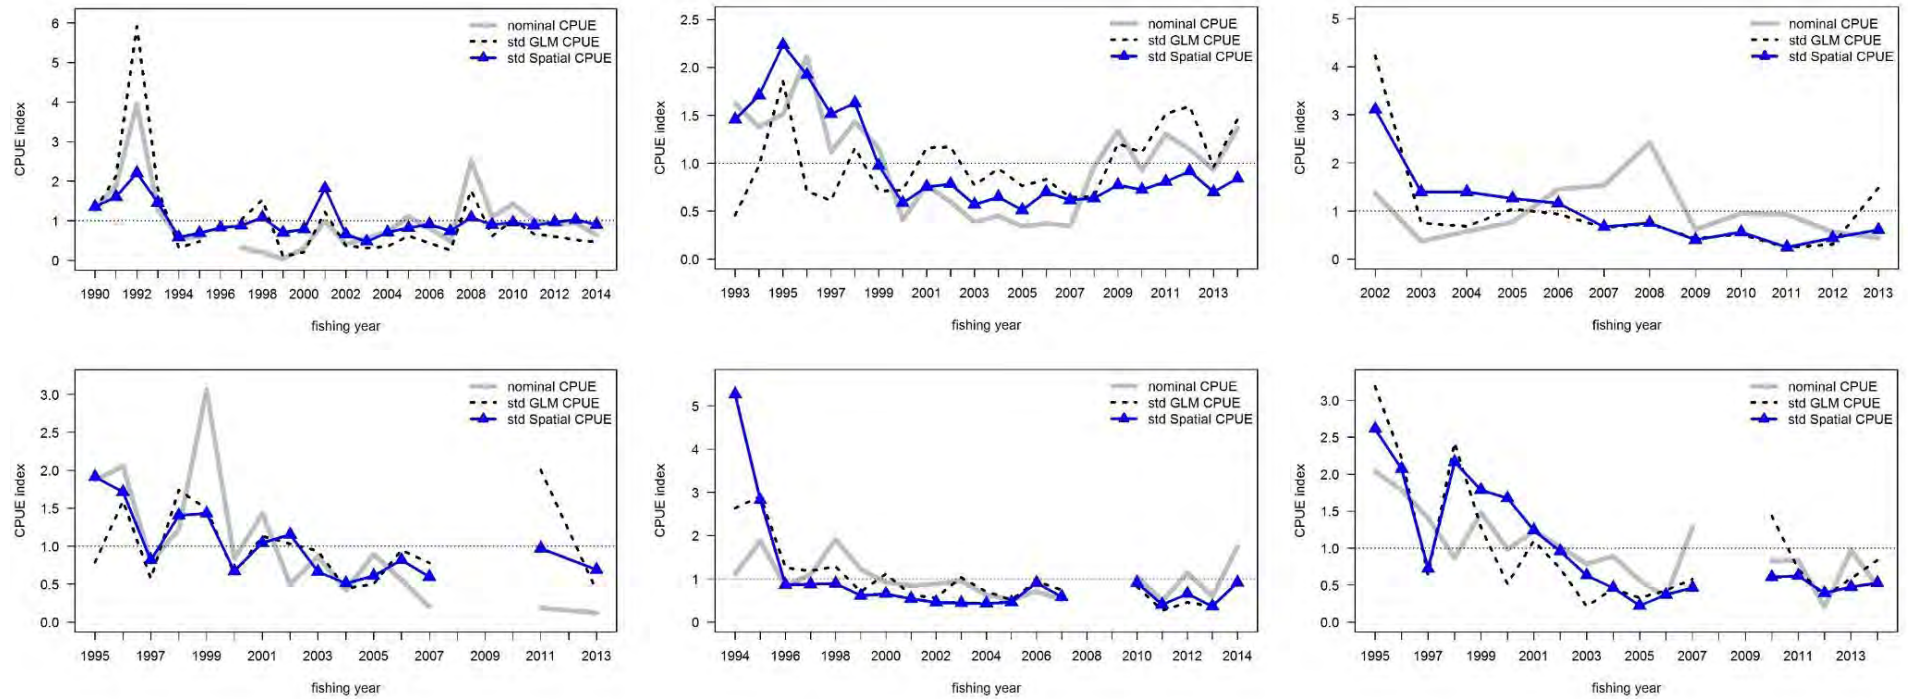 nominal CPUE
std GLM CPUE
std Spatial CPUE
CPUE index
6
5
4
3
2
1
0
1990 1992 1994 1996 1998 2000 2002 2004 2006 2008 2010 2012 2014
fishing year
nominal CPUE
std GLM CPUE
std Spatial CPUE
CPUE index
2.5
2.0
1.5
1.0
0.5
0.0
1993 1995 1997 1999 2001 2003 2005 2007 2009 2011 2013
fishing year
nominal CPUE
std GLM CPUE
std Spatial CPUE
CPUE index
5
4
3
2
1
0
2002 2003 2004 2005 2006 2007 2008 2009 2010 2011 2012 2013
fishing year
nominal CPUE
std GLM CPUE
std Spatial CPUE
CPUE index
3.0
2.5
2.0
1.5
1.0
0.5
0.0
1995 1997 1999 2001 2003 2005 2007 2009 2011 2013
fishing year
nominal CPUE
std GLM CPUE
std Spatial CPUE
CPUE index
5
4
3
2
1
0
1994 1996 1998 2000 2002 2004 2006 2008 2010 2012 2014
fishing year
nominal CPUE
std GLM CPUE
std Spatial CPUE
CPUE index
3.0
2.5
2.0
1.5
1.0
0.5
0.0
1995 1997 1999 2001 2003 2005 2007 2009 2011 2013
fishing year